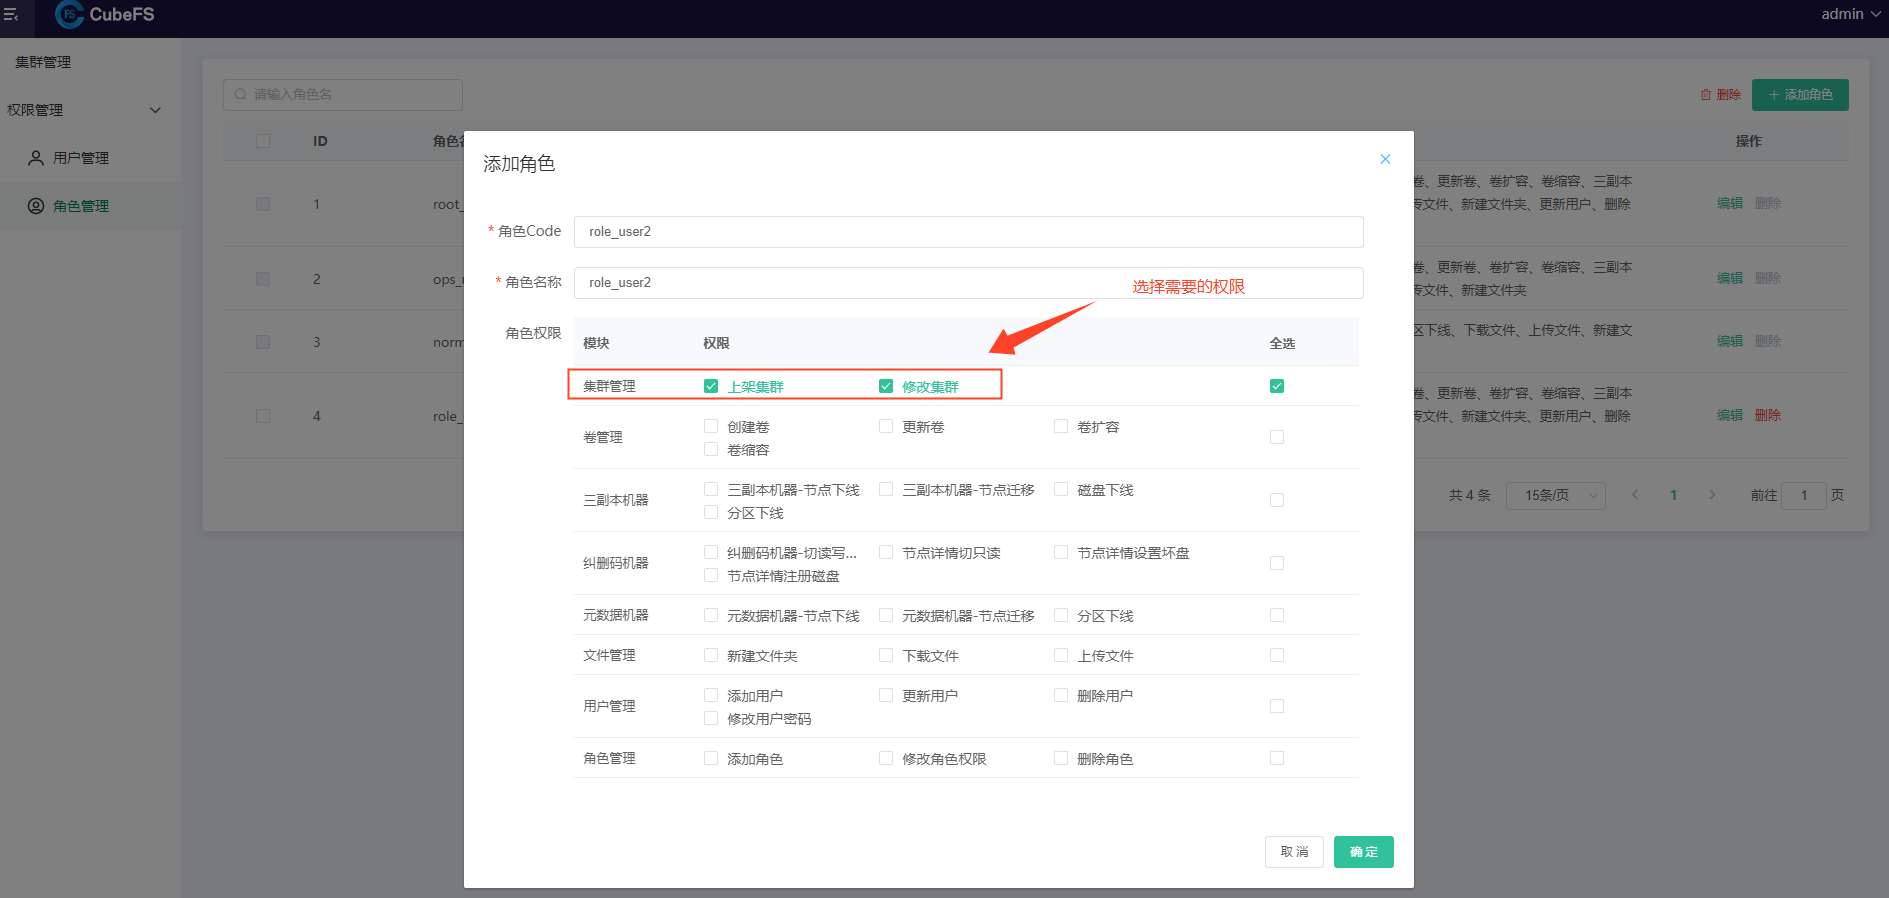 CubeFS
admin
集群管理
权限管理
用户管理
角色管理
请输入角色名
删除
添加角色
ID
操作
1
root_
卷、更新卷、卷扩容、卷缩容、三副本
传文件、新建文件夹、更新用户、删除
编辑 删除
2
ops_
卷、更新卷、卷扩容、卷缩容、三副本
传文件、新建文件夹
编辑 删除
3
norm
区下线、下载文件、上传文件、新建文
编辑 删除
4
role_
卷、更新卷、卷扩容、卷缩容、三副本
传文件、新建文件夹、更新用户、删除
编辑 删除
共 4 条 15条/页 1 前往 1 页
添加角色
* 角色Code role_user2
* 角色名称 role_user2
选择需要的权限
角色权限
模块 权限 全选
集群管理 上架集群 修改集群
卷管理 创建卷 更新卷 卷扩容
卷缩容
三副本机器 三副本机器-节点下线 三副本机器-节点迁移 磁盘下线
分区下线
纠删码机器 纠删码机器-切读写... 节点详情切只读 节点详情设置坏盘
节点详情注册磁盘
元数据机器 元数据机器-节点下线 元数据机器-节点迁移 分区下线
文件管理 新建文件夹 下载文件 上传文件
用户管理 添加用户 更新用户 删除用户
修改用户密码
角色管理 添加角色 修改角色权限 删除角色
取消 确定